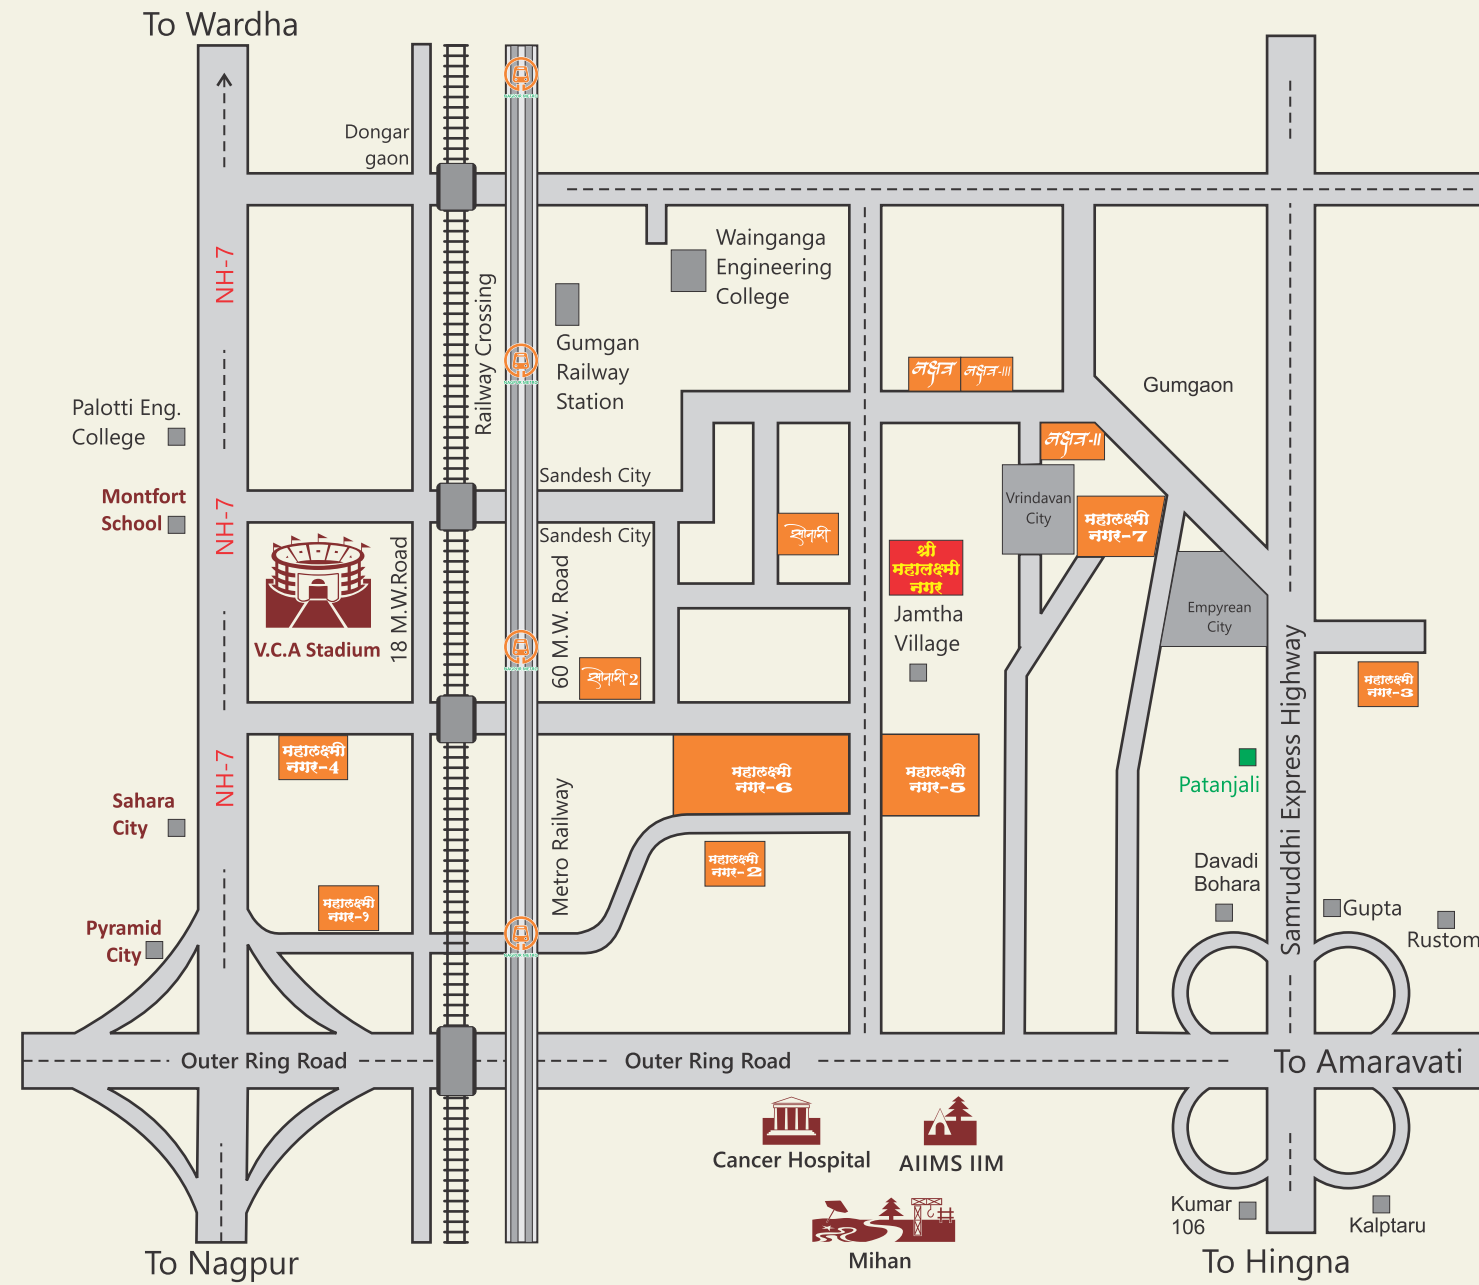 To Wardha
Dongar
gaon
NH-7
Railway Crossing
Wainganga
Engineering
College
Gumgan
Railway
Station
नक्षत्र
नक्षत्र-III
Gumgaon
Palotti Eng.
College
नक्षत्र-II
Sandesh City
Montfort
School
NH-7
Sandesh City
Vrindavan
City
महालक्ष्मी
नगर-7
सोनारी
श्री
महालक्ष्मी
नगर
V.C.A Stadium
18 M.W.Road
60 M.W. Road
Jamtha
Village
Empyrean
City
सोनारी 2
महालक्ष्मी
नगर-3
NH-7
महालक्ष्मी
नगर-4
महालक्ष्मी
नगर-6
महालक्ष्मी
नगर-5
Patanjali
Samruddhi Express Highway
Sahara
City
Metro Railway
महालक्ष्मी
नगर-2
Davadi
Bohara
महालक्ष्मी
नगर-१
Gupta
Rustom
Pyramid
City
Outer Ring Road
Outer Ring Road
To Amaravati
Cancer Hospital
AIIMS IIM
Mihan
Kumar
106
Kalptaru
To Nagpur
To Hingna